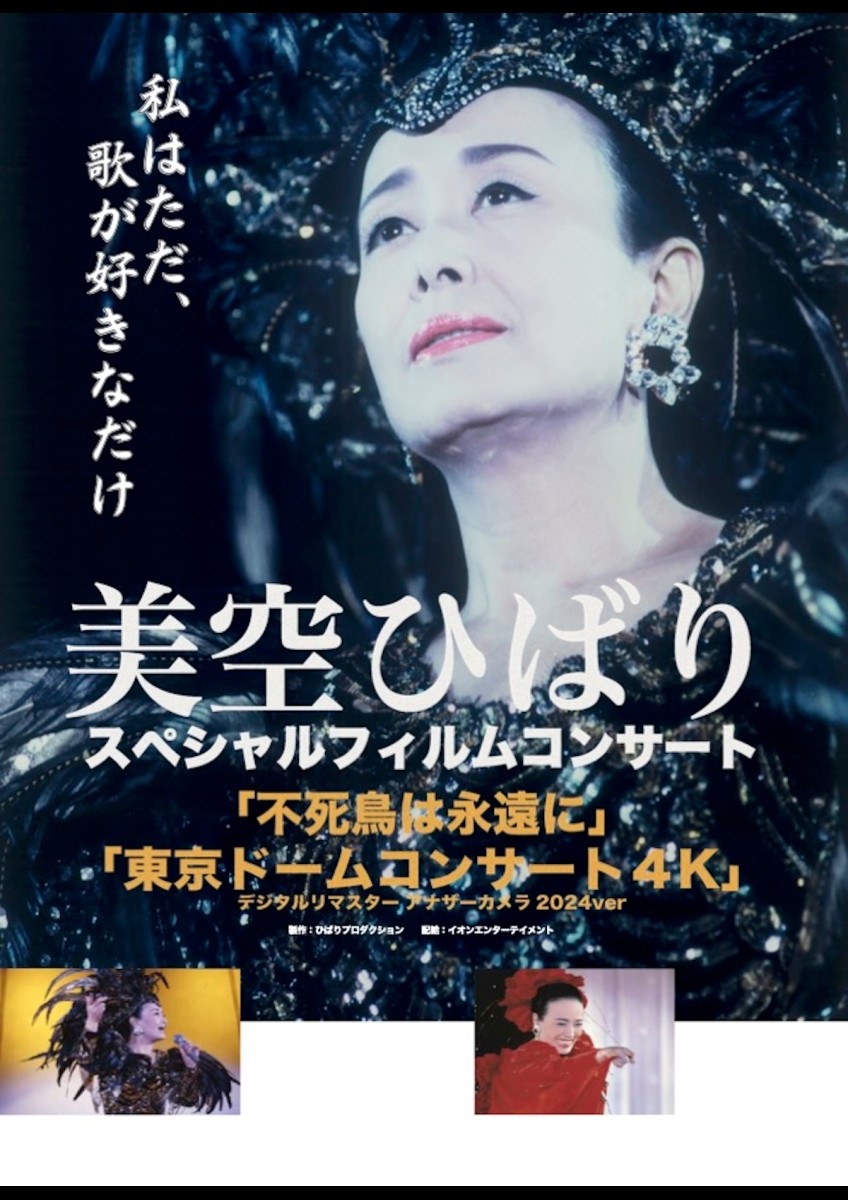 私はただ、
歌が好きなだけ
美空ひばり
スペシャルフィルムコンサート
「不死鳥は永遠に」
「東京ドームコンサート4K」
デジタルリマスター アナザーカメラ 2024ver
製作：ひばりプロダクション　配給：イオンエンターテイメント